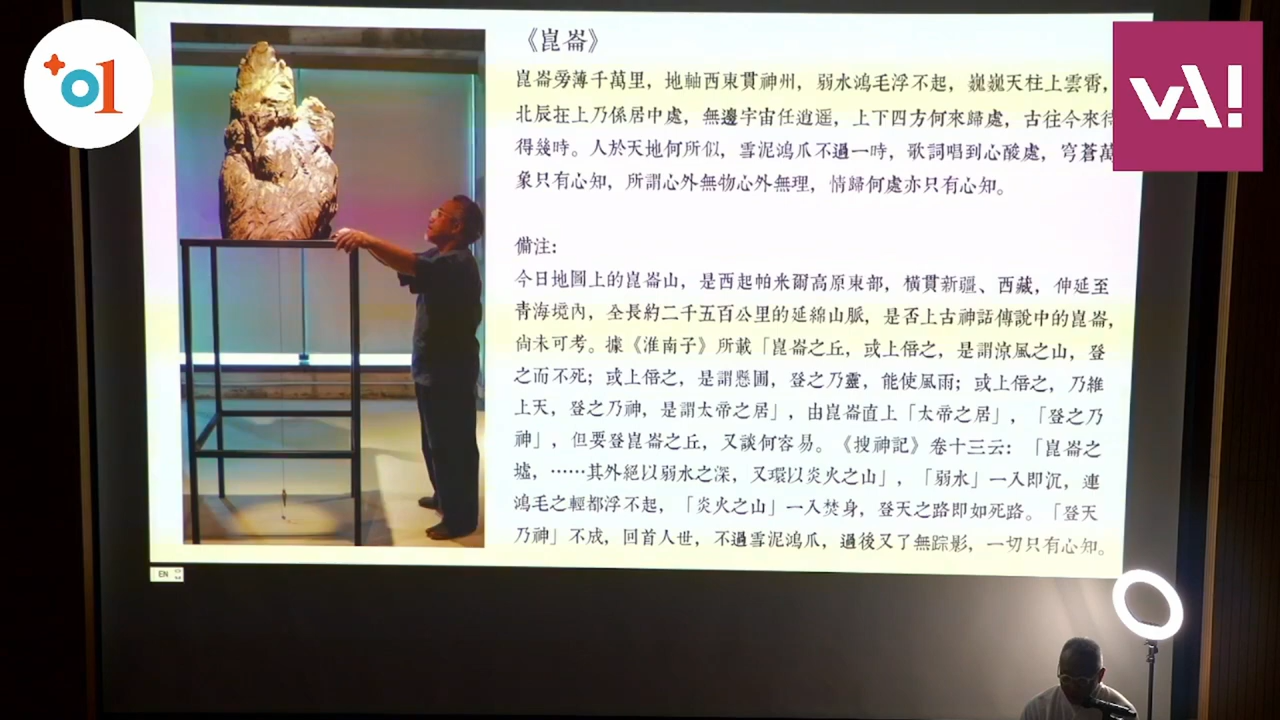 +01
vA!
《崑崙》
崑崙旁薄千萬里，地軸西東貫神州，弱水鴻毛浮不起，巍巍天柱上雲霄，
北辰在上乃係居中處，無邊宇宙任逍遥，上下四方何來歸處，古往今來待
得幾時。人於天地何所似，雪泥鴻爪不過一時，歌詞唱到心酸處，穹蒼萬
象只有心知，所謂心外無物心外無理，情歸何處亦只有心知。
備注：
今日地圖上的崑崙山，是西起帕米爾高原東部，橫貫新疆、西藏，伸延至
青海境內，全長約二千五百公里的延綿山脈，是否上古神話傳說中的崑崙，
尚未可考。據《淮南子》所載「崑崙之丘，或上倍之，是謂涼風之山，登
之而不死；或上倍之，是謂懸圃，登之乃靈，能使風雨；或上倍之，乃維
上天，登之乃神，是謂太帝之居」，由崑崙直上「太帝之居」，「登之乃
神」，但要登崑崙之丘，又談何容易。《搜神記》卷十三云：「崑崙之
墟，……其外絕以弱水之深，又環以炎火之山」，「弱水」一入即沉，連
鴻毛之輕都浮不起，「炎火之山」一入焚身，登天之路即如死路。「登天
乃神」不成，回首人世，不過雪泥鴻爪，過後又了無踪影，一切只有心知。
EN